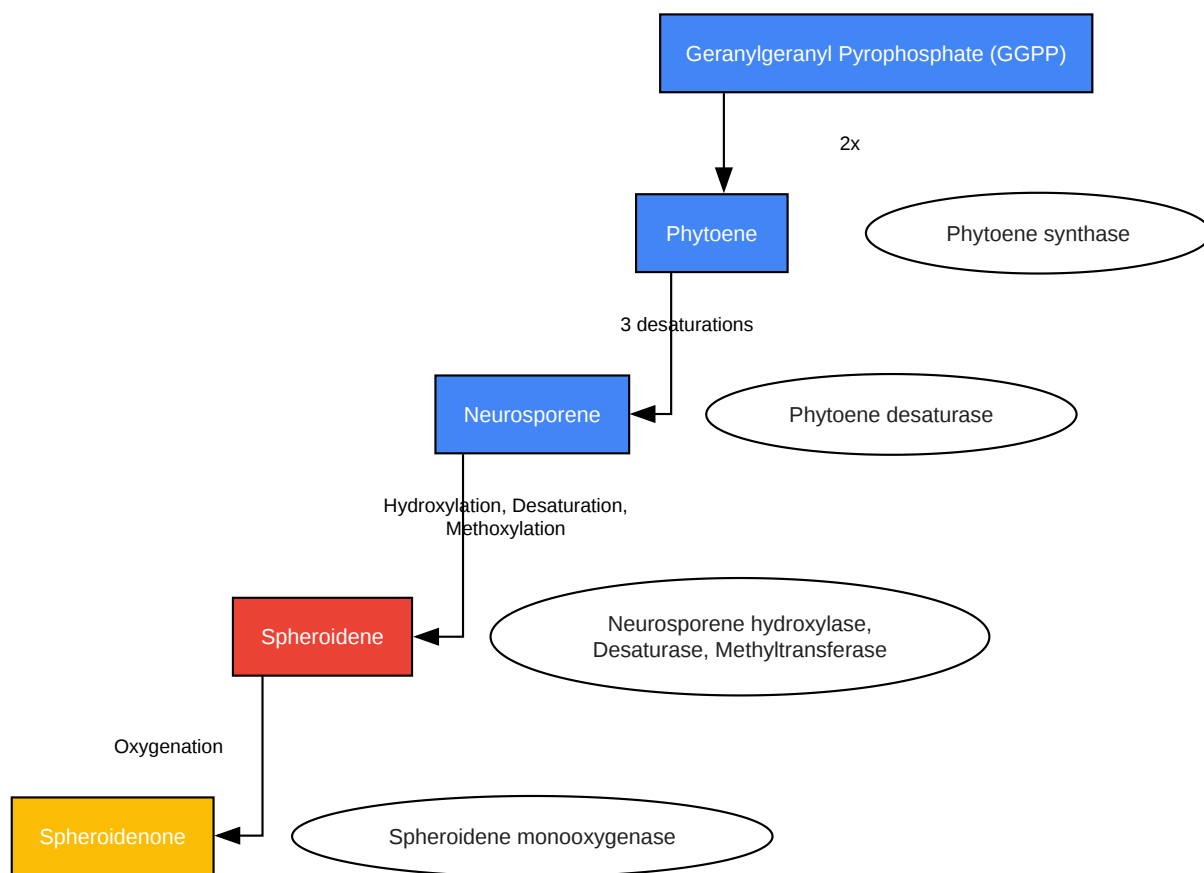 Geranylgeranyl Pyrophosphate (GGPP)
2x
Phytoene
Phytoene synthase
3 desaturations
Neurosporene
Phytoene desaturase
Hydroxylation, Desaturation,
Methoxylation
Spheroidene
Neurosporene hydroxylase,
Desaturase, Methyltransferase
Oxygenation
Spheroidenone
Spheroidene monooxygenase